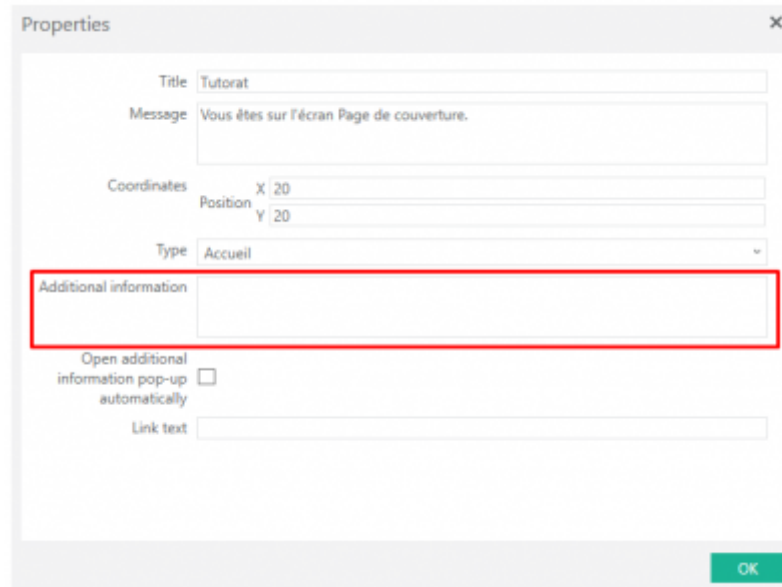 Properties
Title Tutorat
Message Vous êtes sur l'écran Page de couverture.
Coordinates Position X 20
Y 20
Type Accueil
Additional information
Open additional
information pop-up
automatically
Link text
OK